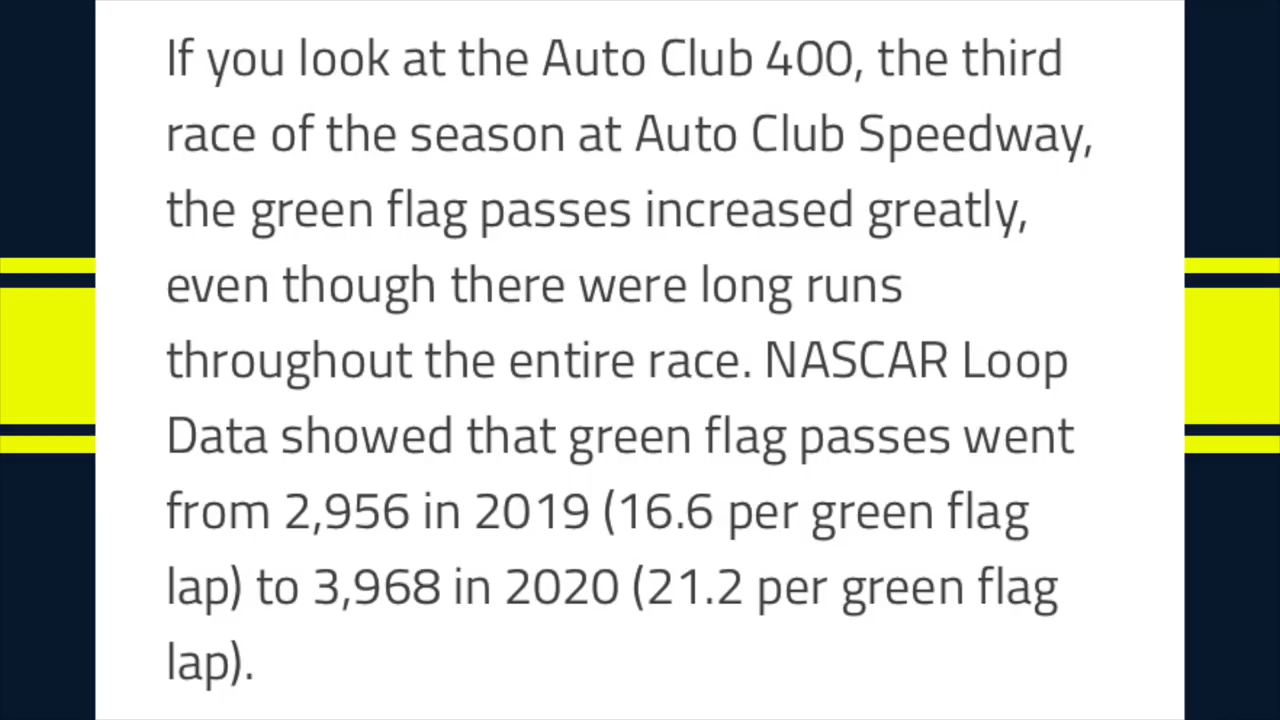 If you look at the Auto Club 400, the third
race of the season at Auto Club Speedway,
the green flag passes increased greatly,
even though there were long runs
throughout the entire race. NASCAR Loop
Data showed that green flag passes went
from 2,956 in 2019 (16.6 per green flag
lap) to 3,968 in 2020 (21.2 per green flag
lap).